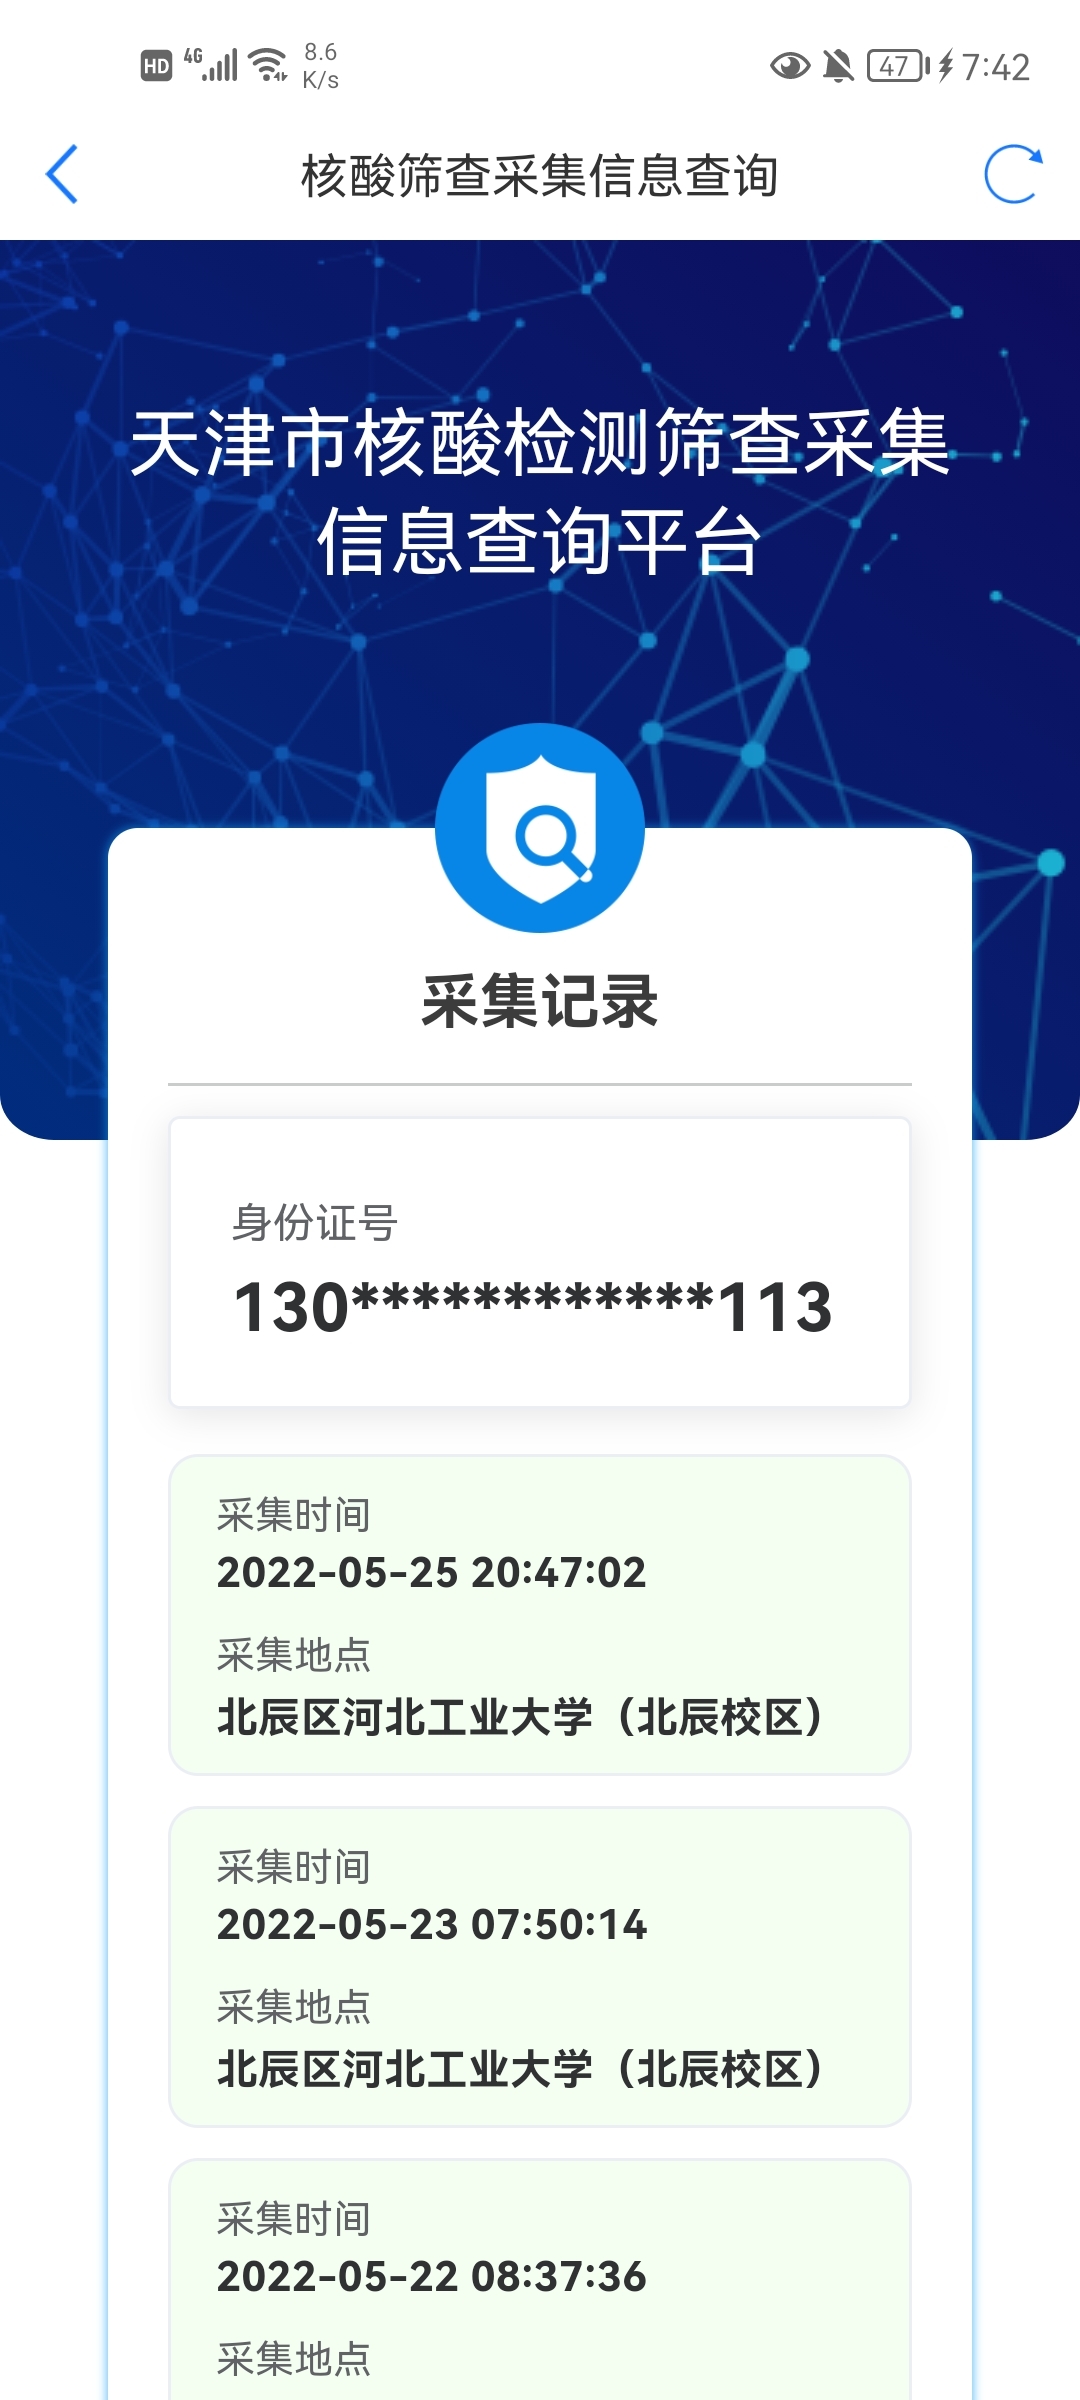 HD 4G 8.6 K/s 47 7:42
核酸筛查采集信息查询
天津市核酸检测筛查采集
信息查询平台
采集记录
身份证号
130************113
采集时间
2022-05-25 20:47:02
采集地点
北辰区河北工业大学（北辰校区）
采集时间
2022-05-23 07:50:14
采集地点
北辰区河北工业大学（北辰校区）
采集时间
2022-05-22 08:37:36
采集地点